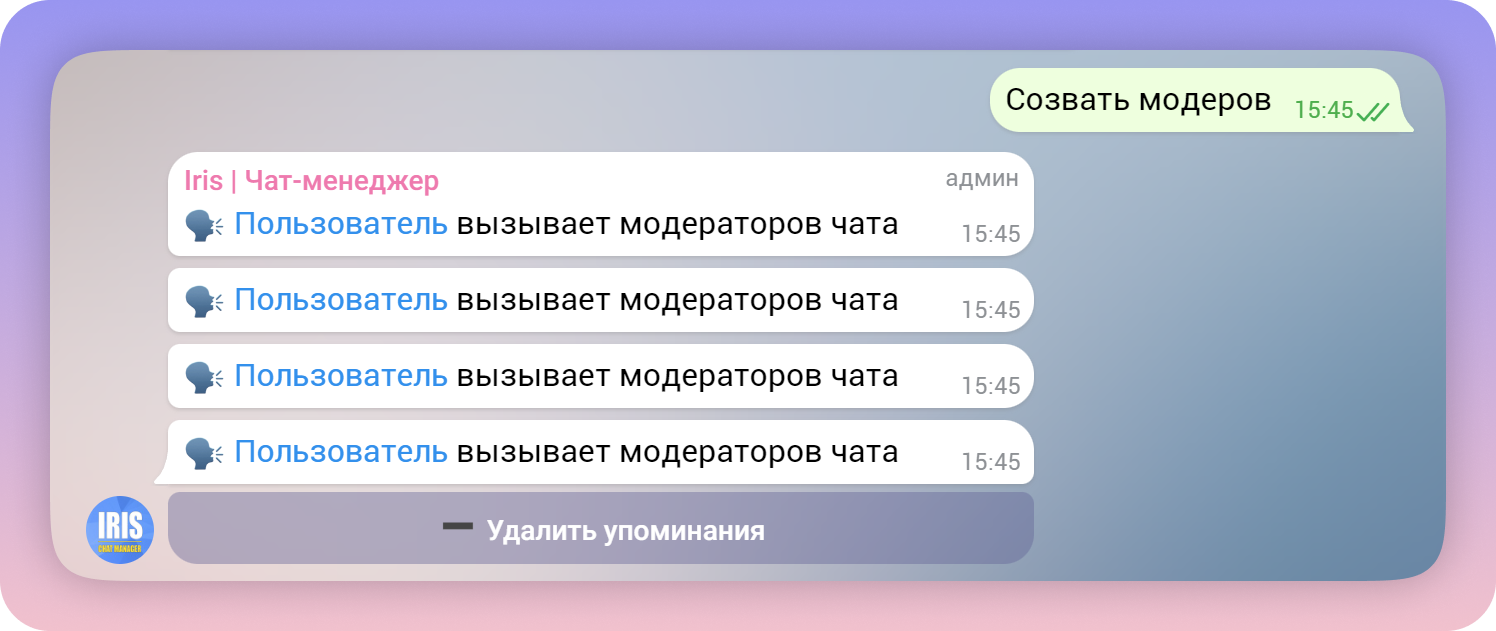 Созвать модеров 15:45
Iris | Чат-менеджер админ
Пользователь вызывает модераторов чата 15:45
Пользователь вызывает модераторов чата 15:45
Пользователь вызывает модераторов чата 15:45
Пользователь вызывает модераторов чата 15:45
IRIS
CHAT MANAGER
Удалить упоминания